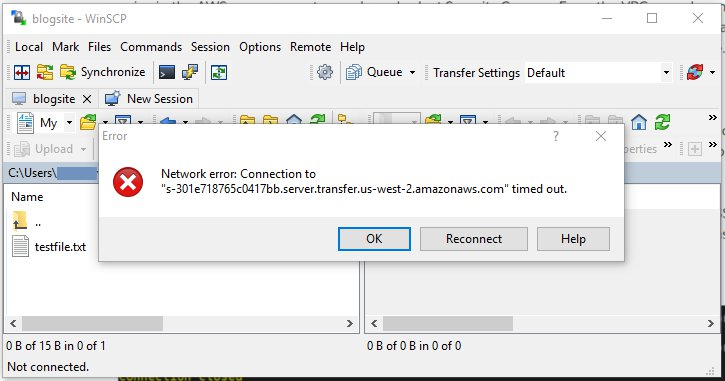 blogsite - WinSCP
Local Mark Files Commands Session Options Remote Help
Synchronize Queue Transfer Settings Default
blogsite New Session
My
Error
Upload
C:\Users\
Network error: Connection to
"s-301e718765c0417bb.server.transfer.us-west-2.amazonaws.com" timed out.
OK Reconnect Help
Name
..
testfile.txt
0 B of 15 B in 0 of 1 0 B of 0 B in 0 of 0
Not connected.
connection closed